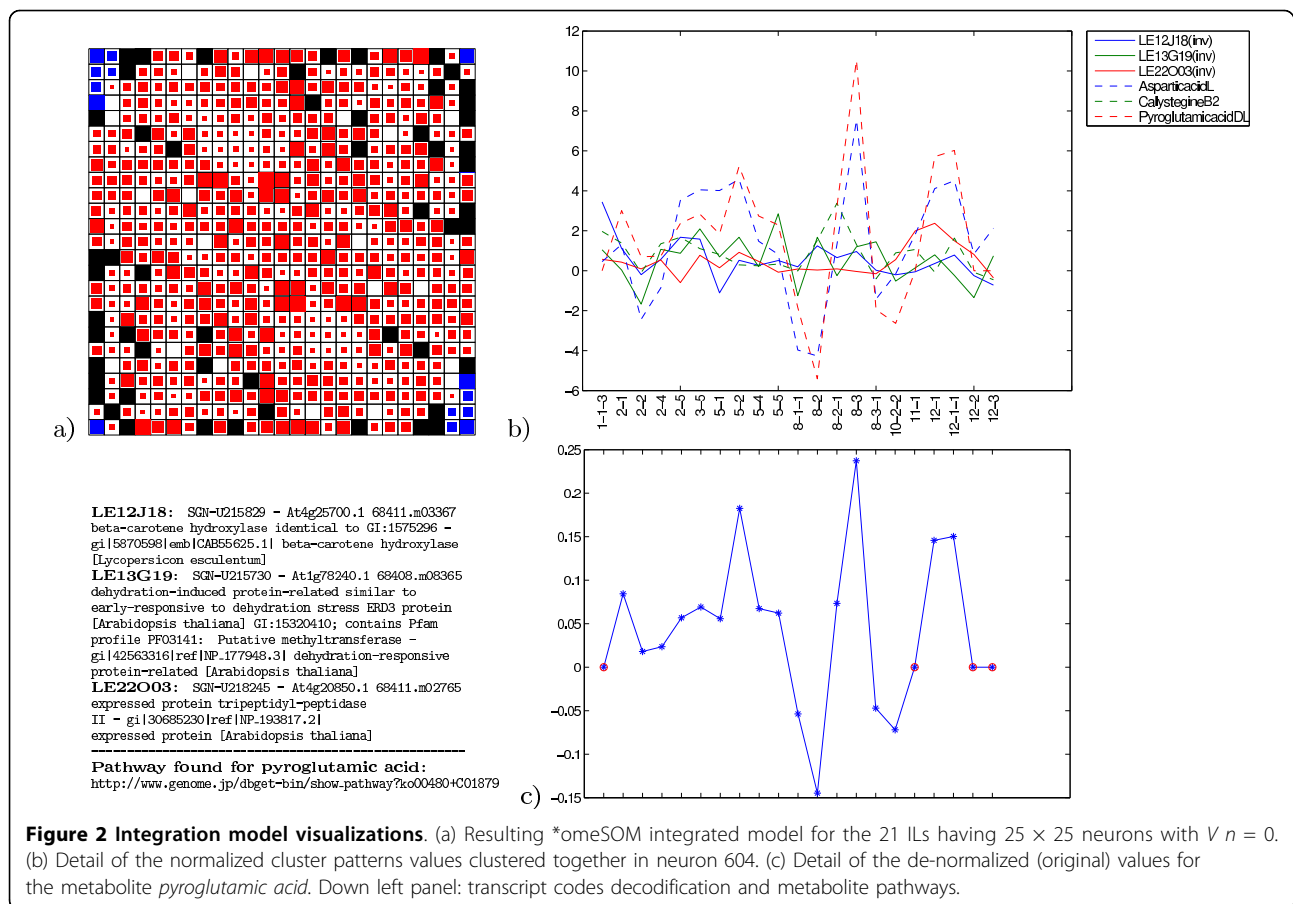 a)
b)
12
10
8
6
4
2
0
−2
−4
−6
1−1−3
2−1
2−2
2−4
2−5
3−5
5−1
5−2
5−4
5−5
8−1−1
8−2
8−2−1
8−3
8−3−1
10−2−2
11−1
12−1
12−1−1
12−2
12−3
LE12J18(inv)
LE13G19(inv)
LE22O03(inv)
AsparticacidL
CalystegineB2
PyroglutamicacidDL
LE12J18: SGN-U215829 - At4g25700.1 68411.m03367
beta-carotene hydroxylase identical to GI:1575296 -
gi|5870598|emb|CAB55625.1| beta-carotene hydroxylase
[Lycopersicon esculentum]
LE13G19: SGN-U215730 - At1g78240.1 68408.m08365
dehydration-induced protein-related similar to
early-responsive to dehydration stress ERD3 protein
[Arabidopsis thaliana] GI:15320410; contains Pfam
profile PF03141: Putative methyltransferase -
gi|42563316|ref|NP_177948.3| dehydration-responsive
protein-related [Arabidopsis thaliana]
LE22O03: SGN-U218245 - At4g20850.1 68411.m02765
expressed protein tripeptidyl-peptidase
II - gi|30685230|ref|NP_193817.2|
expressed protein [Arabidopsis thaliana]
Pathway found for pyroglutamic acid:
http://www.genome.jp/dbget-bin/show_pathway?ko00480+C01879
c)
0.25
0.2
0.15
0.1
0.05
0
−0.05
−0.1
−0.15
Figure 2 Integration model visualizations. (a) Resulting *omeSOM integrated model for the 21 ILs having 25 × 25 neurons with V n = 0.
(b) Detail of the normalized cluster patterns values clustered together in neuron 604. (c) Detail of the de-normalized (original) values for
the metabolite pyroglutamic acid. Down left panel: transcript codes decodification and metabolite pathways.